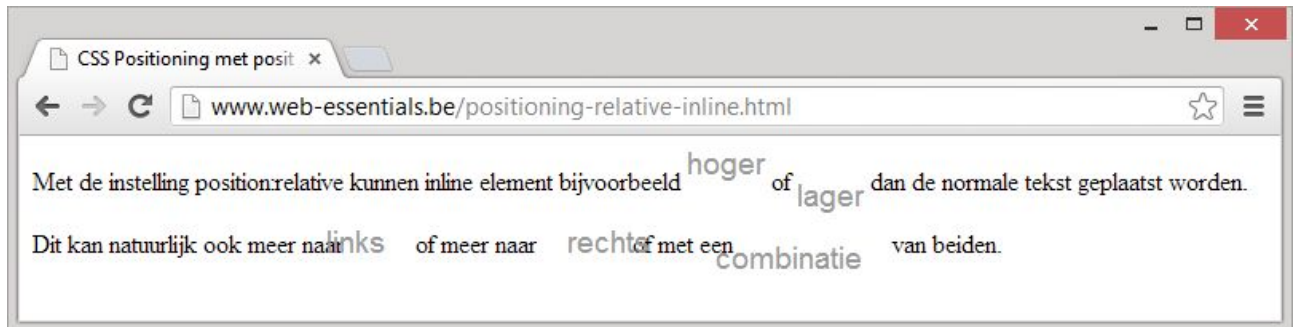 CSS Positioning met posit
www.web-essentials.be/positioning-relative-inline.html
Met de instelling position:relative kunnen inline element bijvoorbeeld hoger of lager dan de normale tekst geplaatst worden.
Dit kan natuurlijk ook meer naar links of meer naar rechts of met een combinatie van beiden.